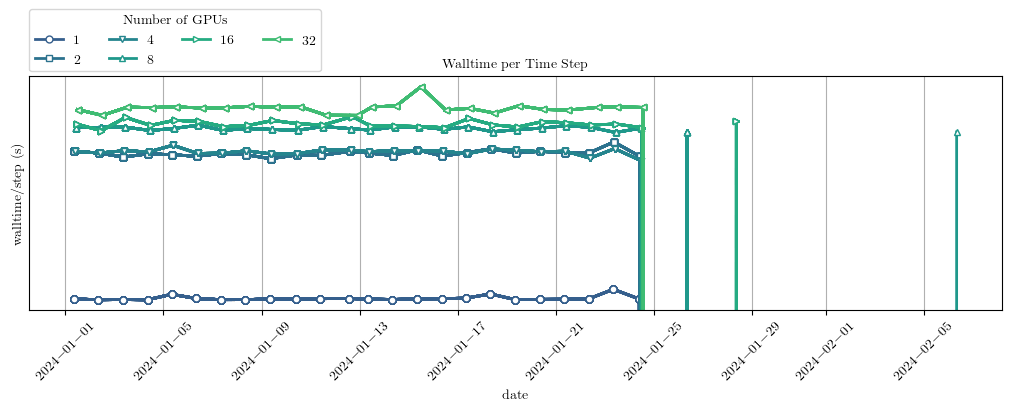 Number of GPUs
1 4 16 32
2 8
Walltime per Time Step
walltime/step (s)
2024−01−01 2024−01−05 2024−01−09 2024−01−13 2024−01−17 2024−01−21 2024−01−25 2024−01−29 2024−02−01 2024−02−05
date